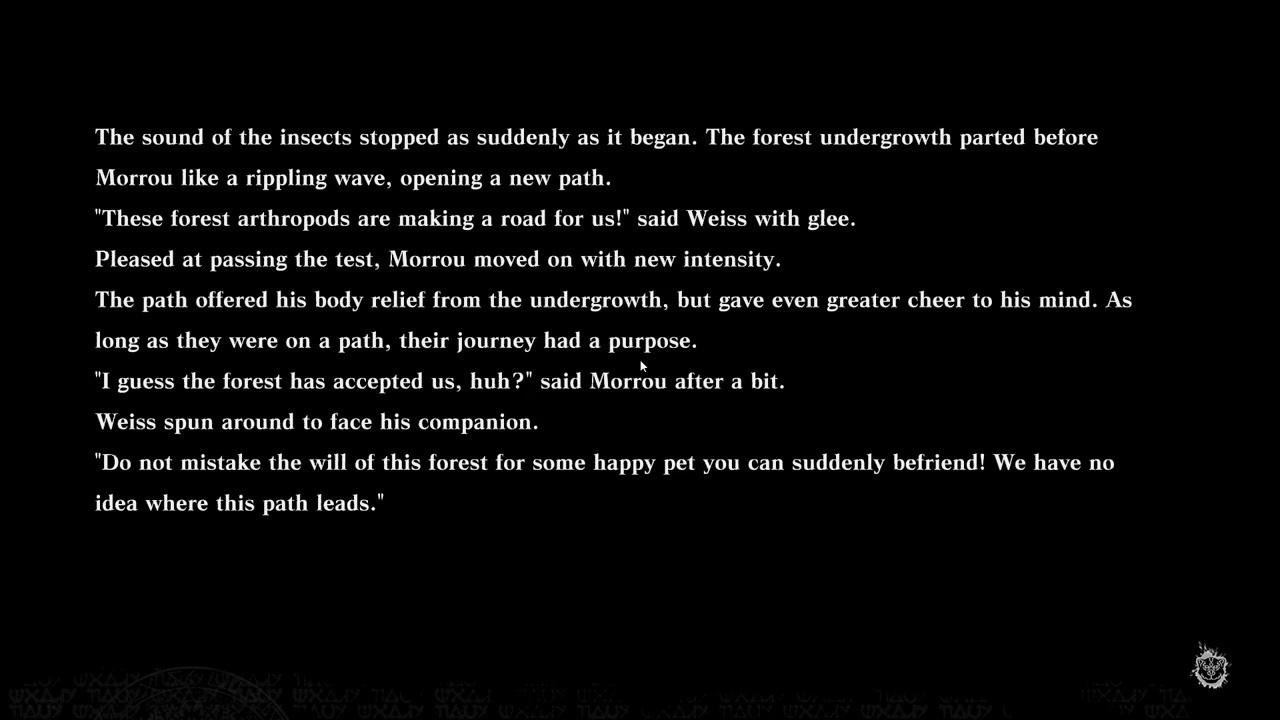 The sound of the insects stopped as suddenly as it began. The forest undergrowth parted before
Morrou like a rippling wave, opening a new path.
"These forest arthropods are making a road for us!" said Weiss with glee.
Pleased at passing the test, Morrou moved on with new intensity.
The path offered his body relief from the undergrowth, but gave even greater cheer to his mind. As
long as they were on a path, their journey had a purpose.
"I guess the forest has accepted us, huh?" said Morrou after a bit.
Weiss spun around to face his companion.
"Do not mistake the will of this forest for some happy pet you can suddenly befriend! We have no
idea where this path leads."